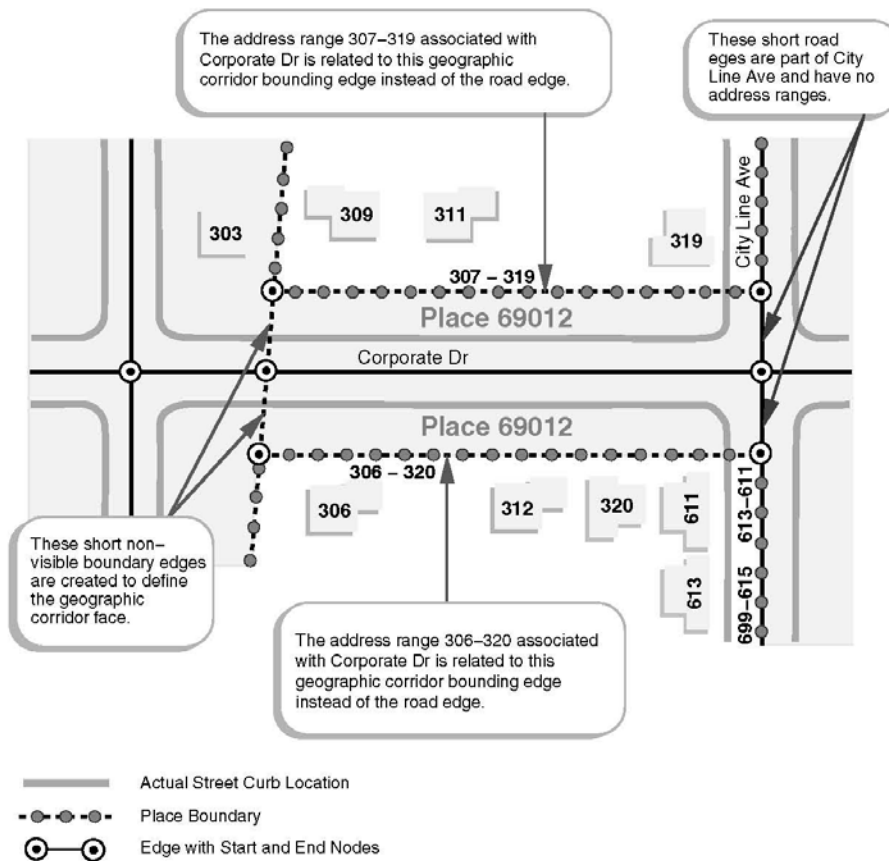 The address range 307–319 associated with
Corporate Dr is related to this geographic
corridor bounding edge instead of the road edge.
These short road
eges are part of City
Line Ave and have no
address ranges.
City Line Ave
303
309
311
319
307 – 319
Place 69012
Corporate Dr
Place 69012
306 – 320
306
312
320
611
613–611
613
699–615
These short non–
visible boundary edges
are created to define
the geographic
corridor face.
The address range 306–320 associated
with Corporate Dr is related to this
geographic corridor bounding edge
instead of the road edge.
Actual Street Curb Location
Place Boundary
Edge with Start and End Nodes